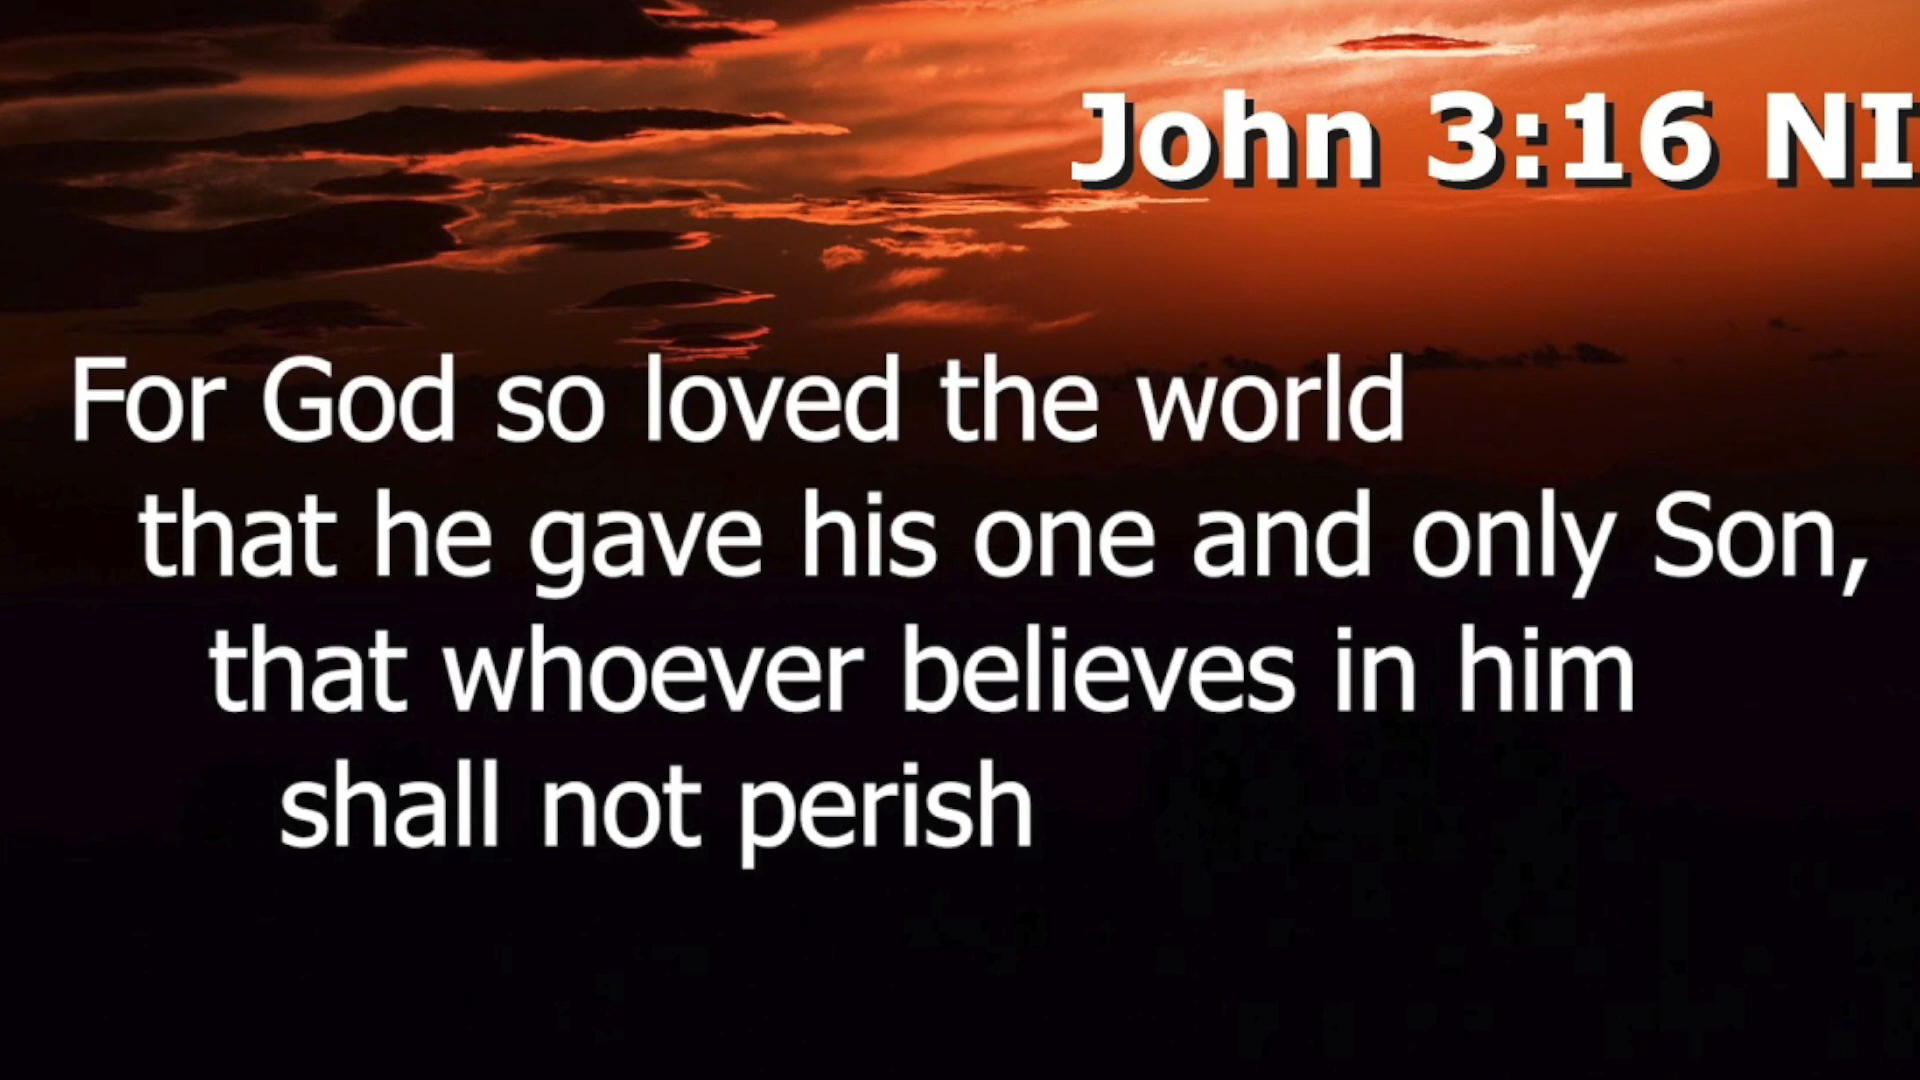 John 3:16 NI
For God so loved the world
that he gave his one and only Son,
that whoever believes in him
shall not perish